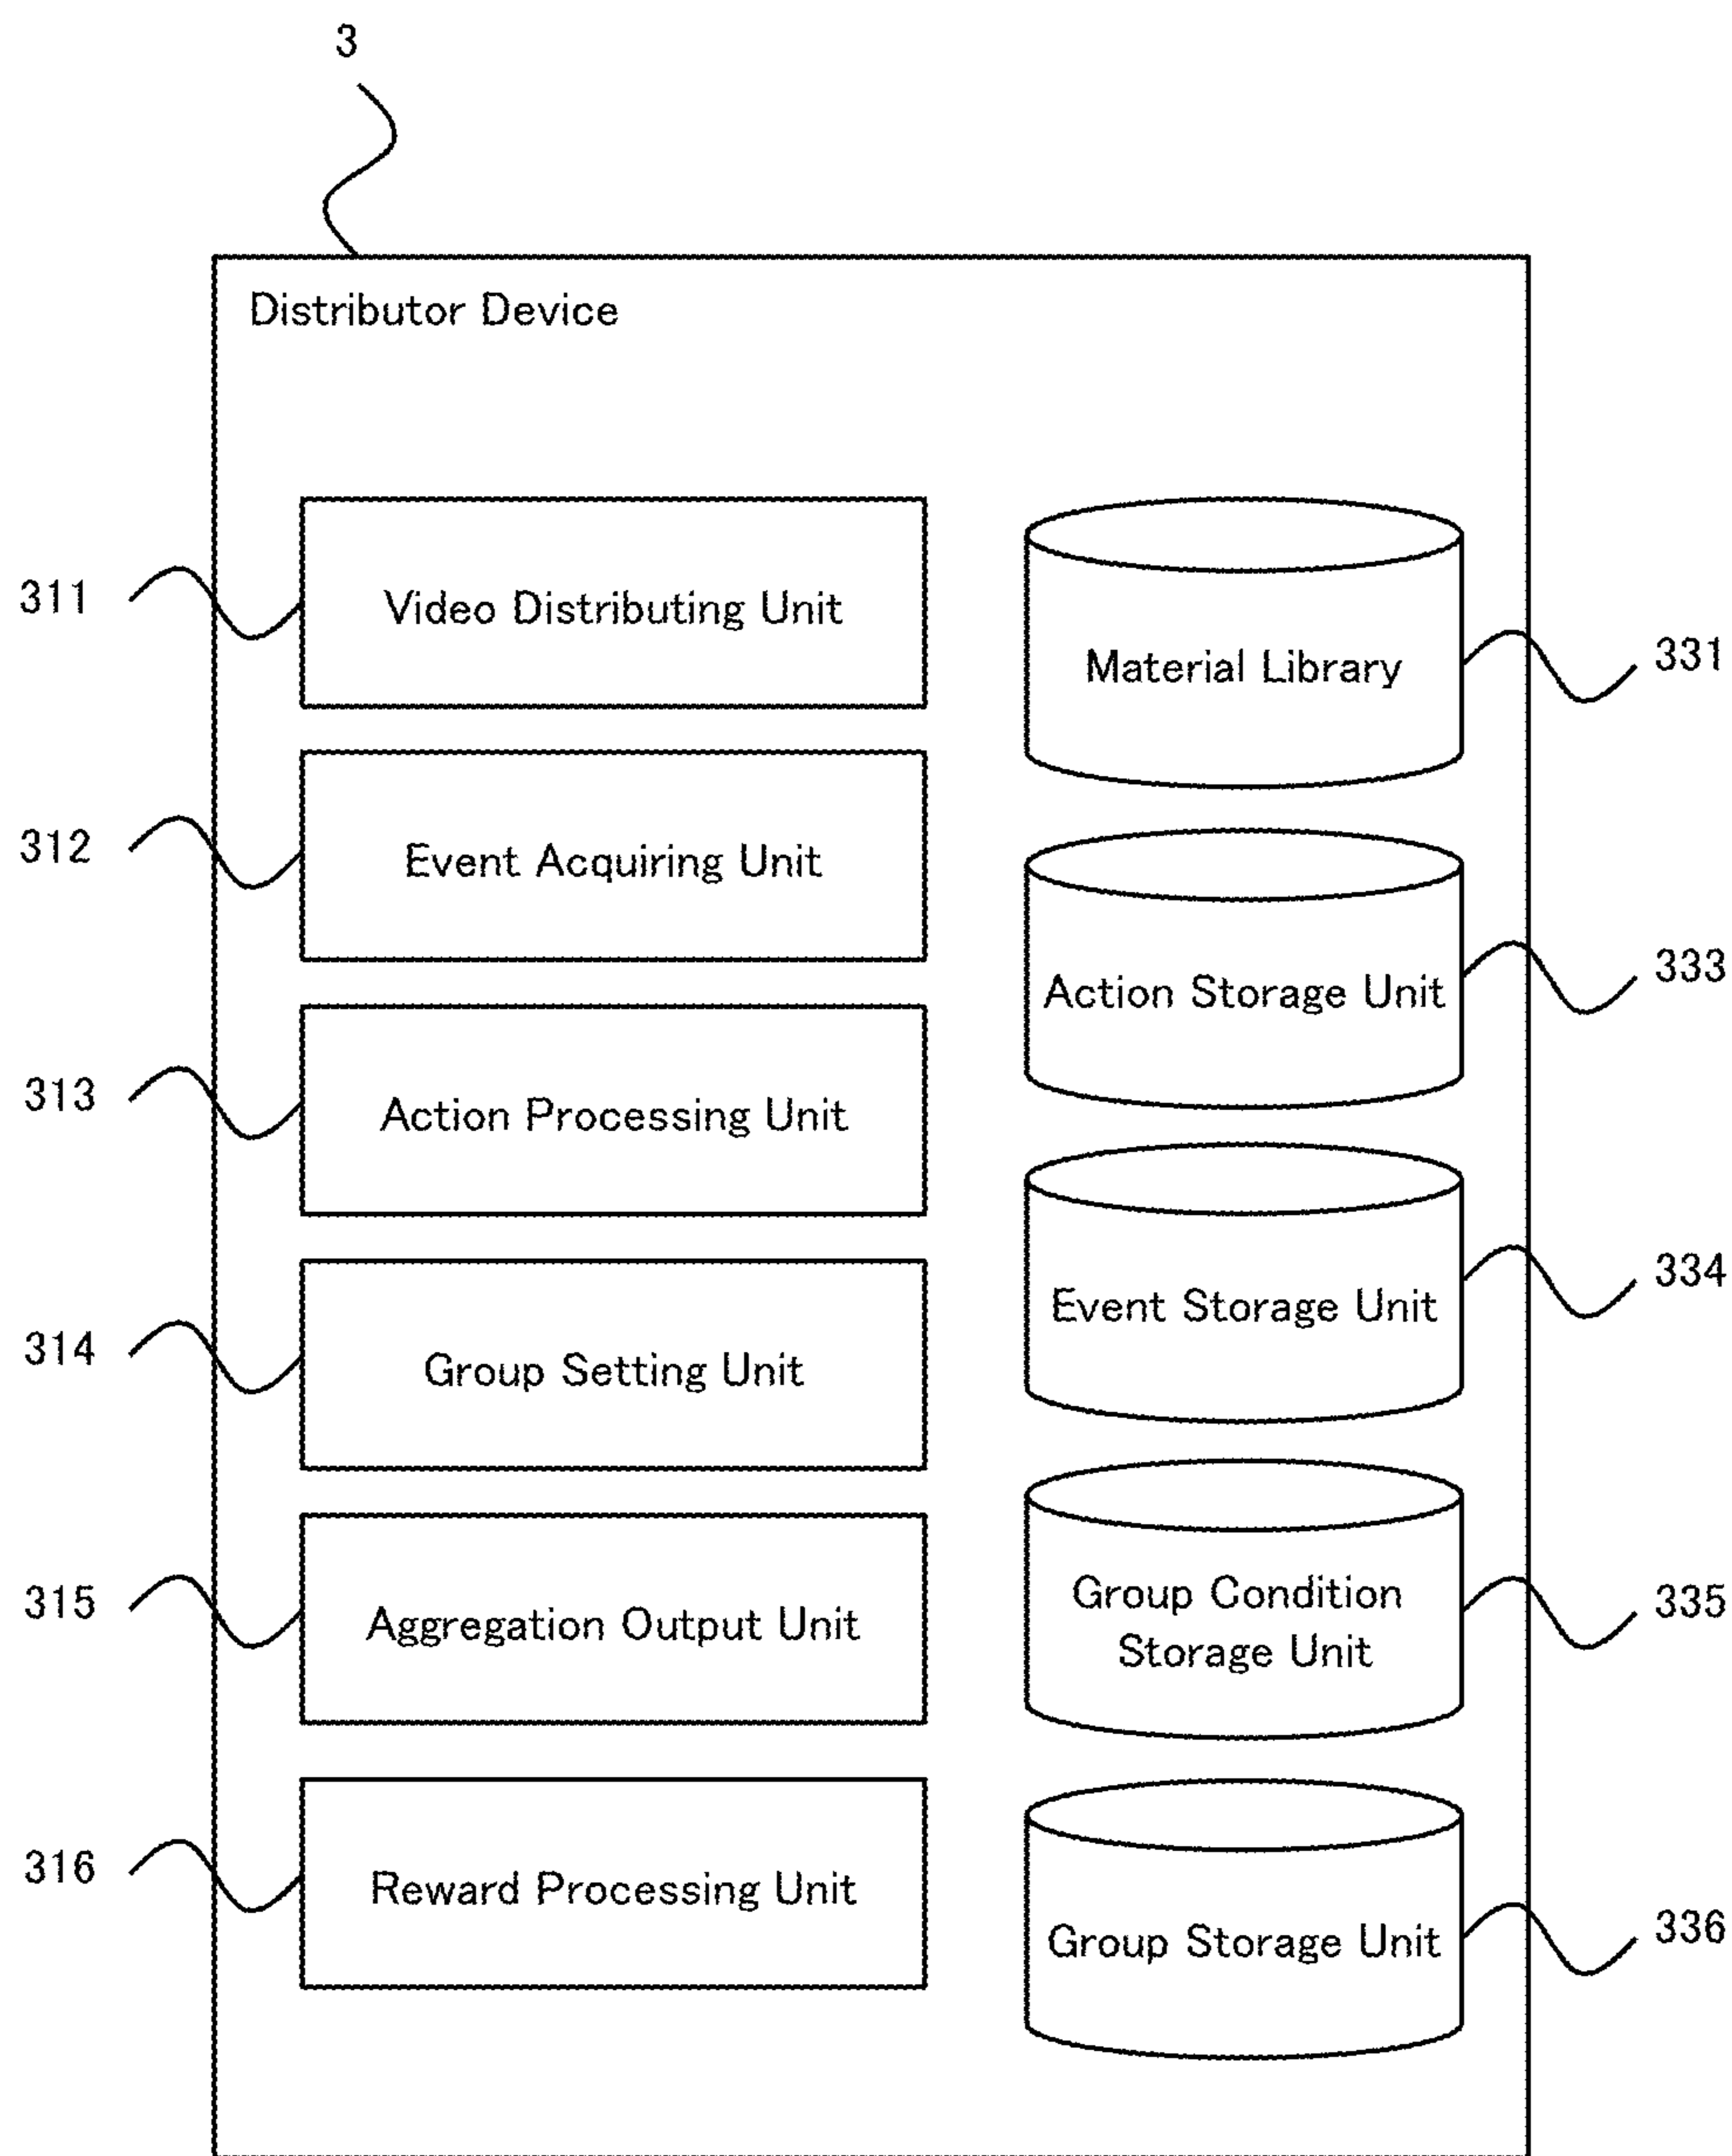 3
Distributor Device
311
Video Distributing Unit
Material Library
331
312
Event Acquiring Unit
Action Storage Unit
333
313
Action Processing Unit
Event Storage Unit
334
314
Group Setting Unit
315
Aggregation Output Unit
Group Condition
Storage Unit
335
316
Reward Processing Unit
Group Storage Unit
336